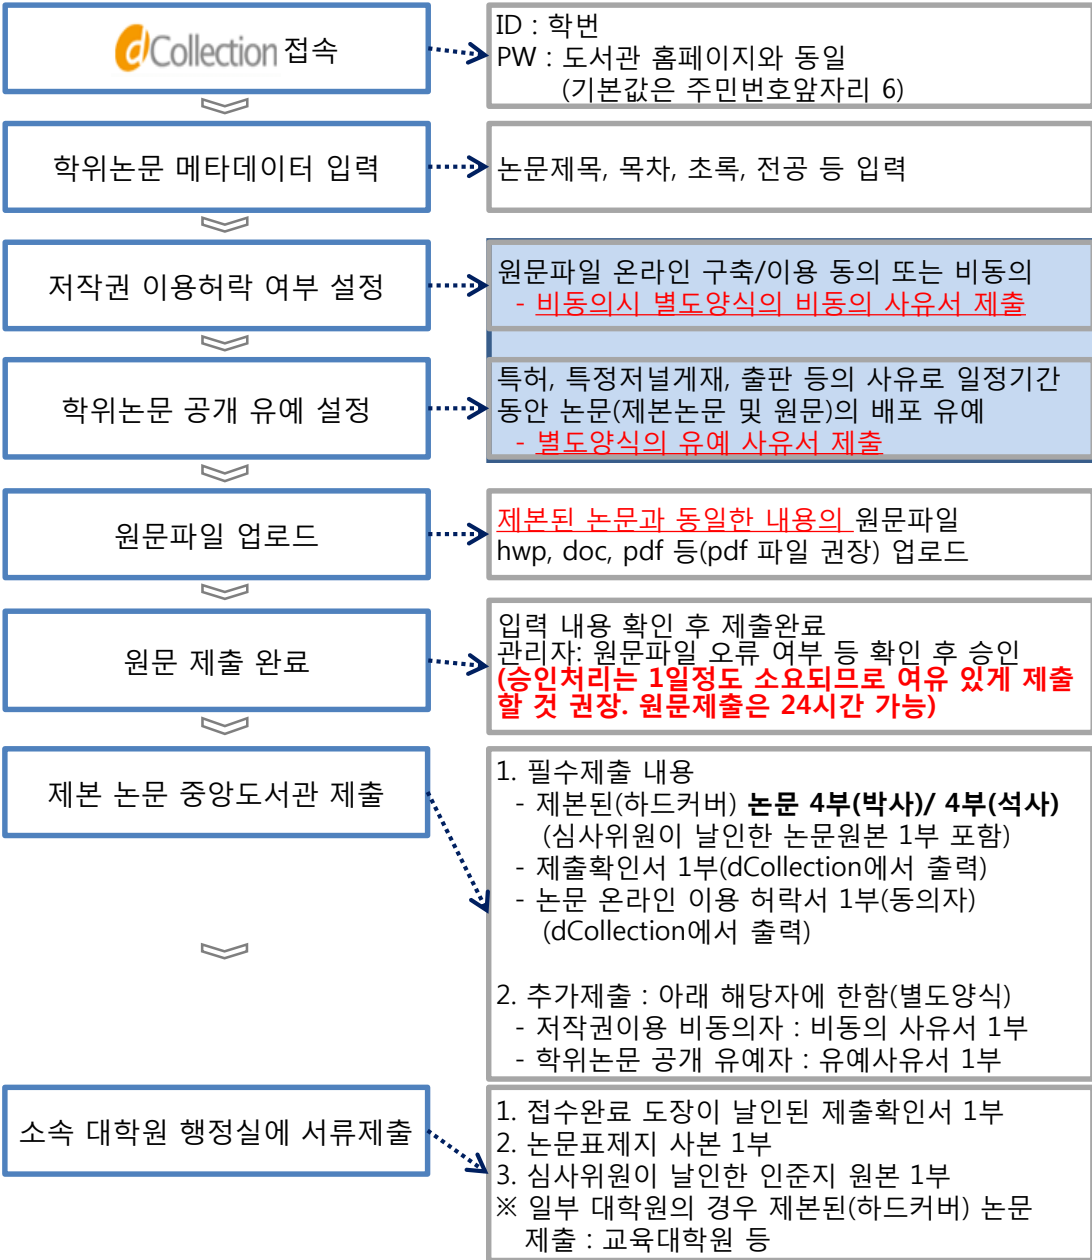 dCollection 접속
ID : 학번
PW : 도서관 홈페이지와 동일
(기본값은 주민번호앞자리 6)
학위논문 메타데이터 입력
논문제목, 목차, 초록, 전공 등 입력
저작권 이용허락 여부 설정
원문파일 온라인 구축/이용 동의 또는 비동의
- 비동의시 별도양식의 비동의 사유서 제출
학위논문 공개 유예 설정
특허, 특정저널게재, 출판 등의 사유로 일정기간
동안 논문(제본논문 및 원문)의 배포 유예
- 별도양식의 유예 사유서 제출
원문파일 업로드
제본된 논문과 동일한 내용의 원문파일
hwp, doc, pdf 등(pdf 파일 권장) 업로드
원문 제출 완료
입력 내용 확인 후 제출완료
관리자: 원문파일 오류 여부 등 확인 후 승인
(승인처리는 1일정도 소요되므로 여유 있게 제출
할 것 권장. 원문제출은 24시간 가능)
제본 논문 중앙도서관 제출
1. 필수제출 내용
- 제본된(하드커버) 논문 4부(박사)/ 4부(석사)
(심사위원이 날인한 논문원본 1부 포함)
- 제출확인서 1부(dCollection에서 출력)
- 논문 온라인 이용 허락서 1부(동의자)
(dCollection에서 출력)
2. 추가제출 : 아래 해당자에 한함(별도양식)
- 저작권이용 비동의자 : 비동의 사유서 1부
- 학위논문 공개 유예자 : 유예사유서 1부
소속 대학원 행정실에 서류제출
1. 접수완료 도장이 날인된 제출확인서 1부
2. 논문표제지 사본 1부
3. 심사위원이 날인한 인준지 원본 1부
※ 일부 대학원의 경우 제본된(하드커버) 논문
제출 : 교육대학원 등